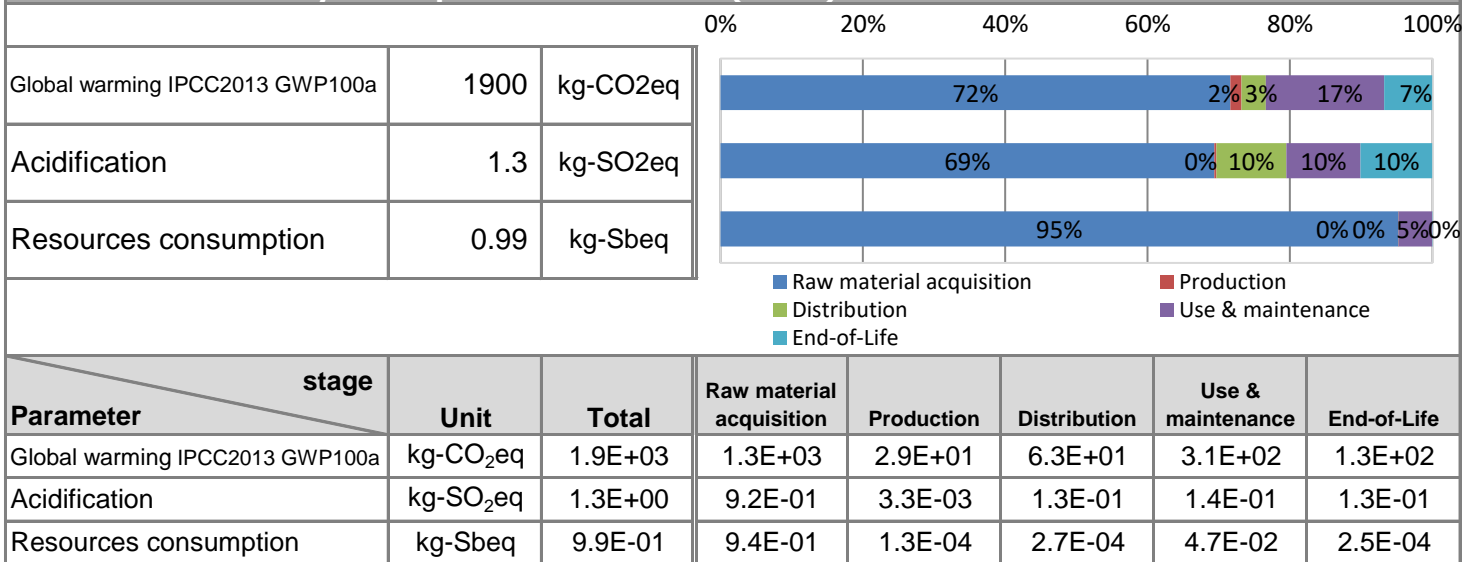 0% 20% 40% 60% 80% 100%
Global warming IPCC2013 GWP100a 1900 kg-CO2eq 72% 2% 3% 17% 7%
Acidification 1.3 kg-SO2eq 69% 0% 10% 10% 10%
Resources consumption 0.99 kg-Sbeq 95% 0% 0% 5% 0%
Raw material acquisition Production
Distribution Use & maintenance
End-of-Life
stage
Parameter Unit Total Raw material acquisition Production Distribution Use & maintenance End-of-Life
Global warming IPCC2013 GWP100a kg-CO₂eq 1.9E+03 1.3E+03 2.9E+01 6.3E+01 3.1E+02 1.3E+02
Acidification kg-SO₂eq 1.3E+00 9.2E-01 3.3E-03 1.3E-01 1.4E-01 1.3E-01
Resources consumption kg-Sbeq 9.9E-01 9.4E-01 1.3E-04 2.7E-04 4.7E-02 2.5E-04